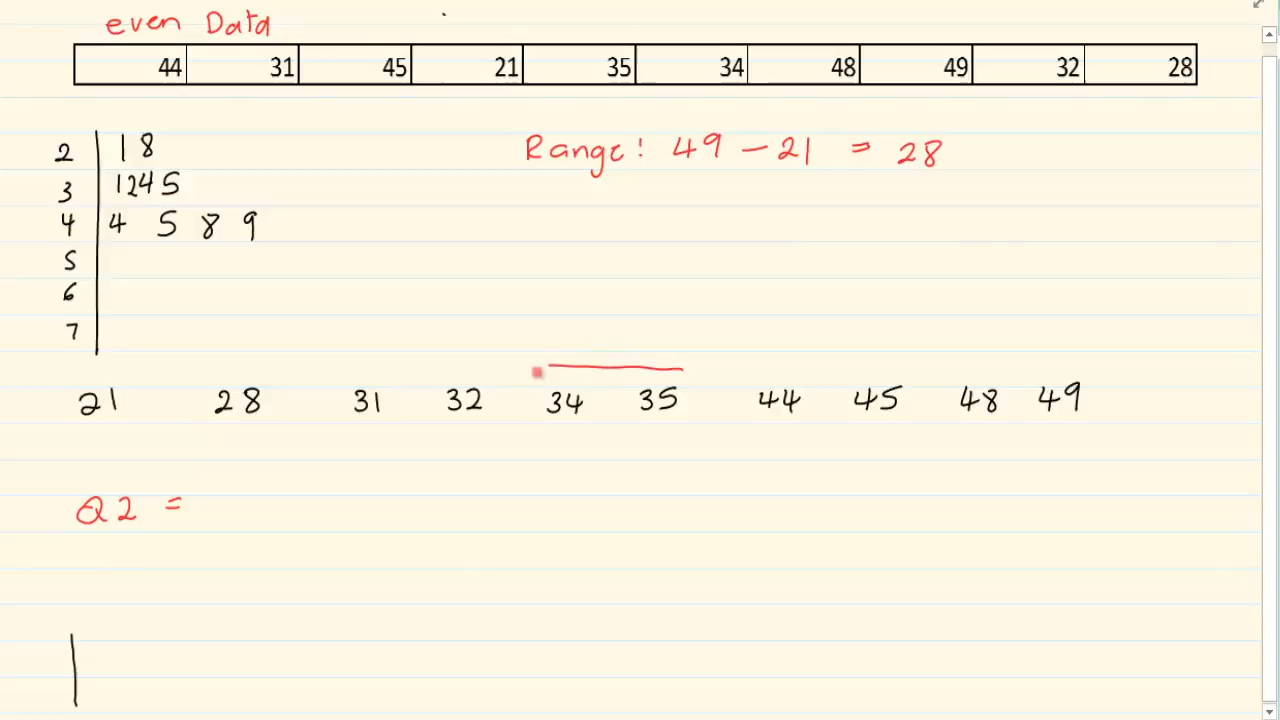 even Data
44 31 45 21 35 34 48 49 32 28
2 | 1 8
Range: 49 - 21 = 28
3 | 1 2 4 5
4 | 4 5 8 9
5
6
7
21 28 31 32 34 35 44 45 48 49
Q2 =